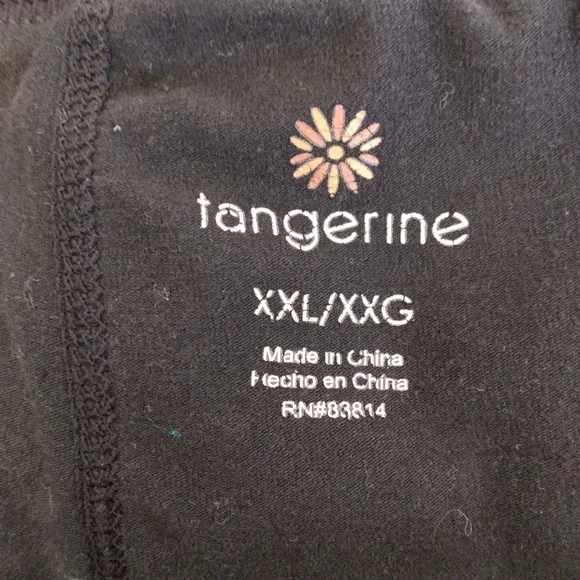 tangerine
XXL/XXG
Made in China
Hecho en China
RN#83814